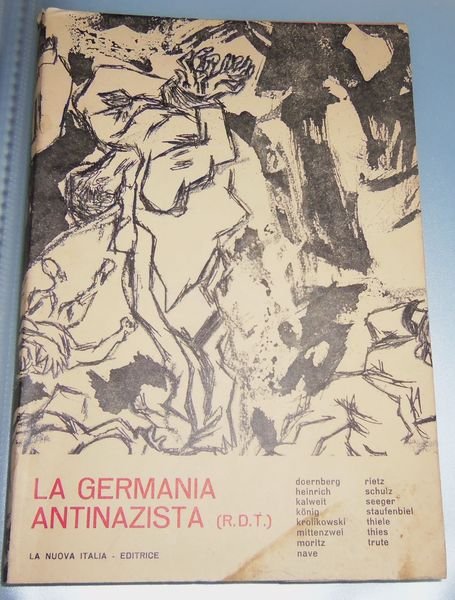 LA GERMANIA
ANTINAZISTA (R.D.T.)
LA NUOVA ITALIA - EDITRICE
doernberg
heinrich
kalweit
könig
krolikowski
mittenzwei
moritz
nave
rietz
schulz
seeger
staufenbiel
thiele
thies
trute